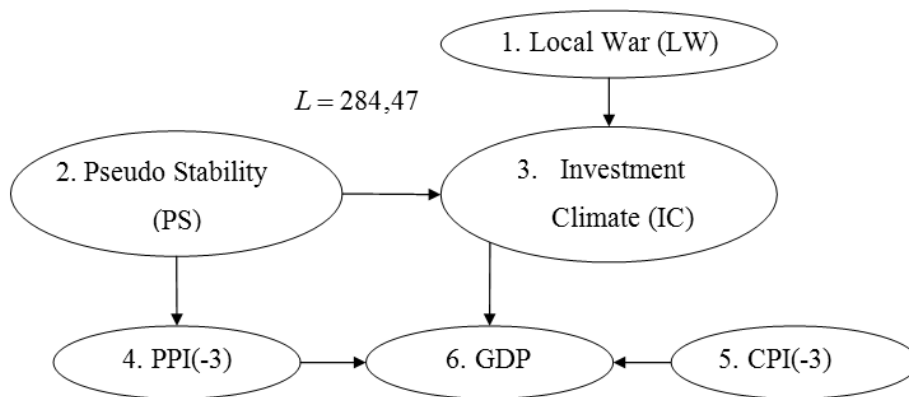 1. Local War (LW)
L = 284,47
2. Pseudo Stability
(PS)
3. Investment
Climate (IC)
4. PPI(-3)
6. GDP
5. CPI(-3)